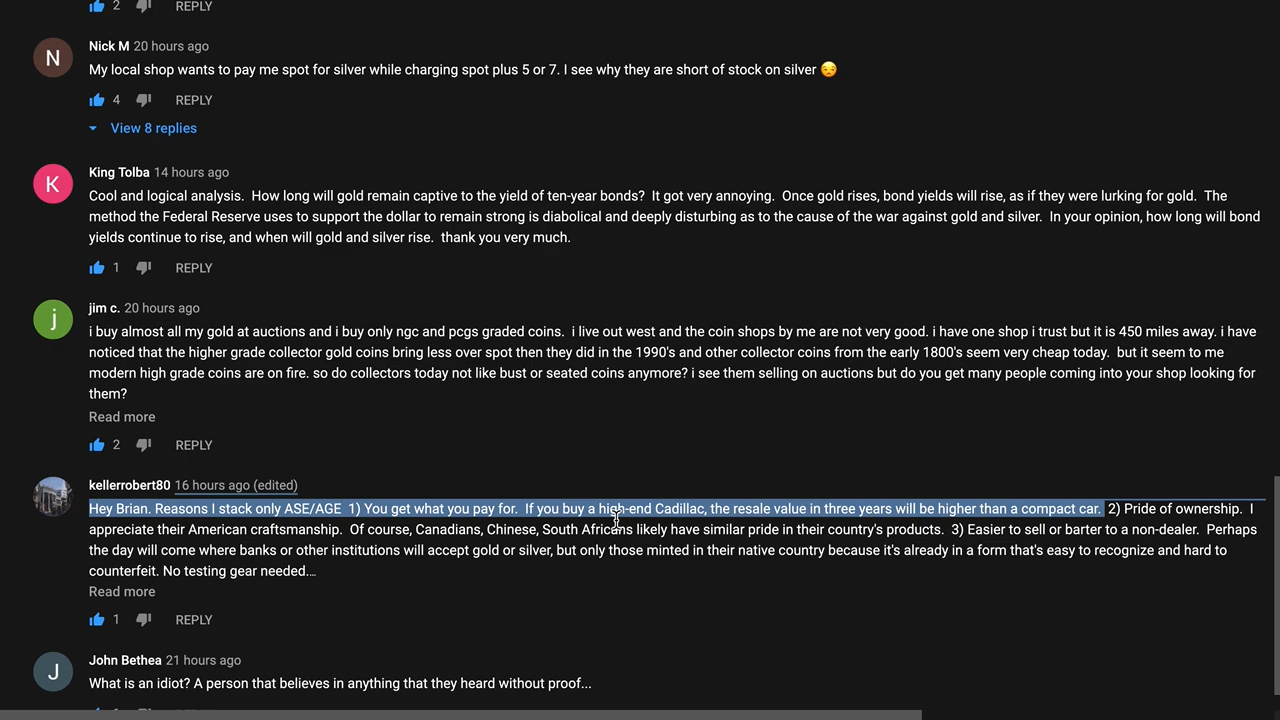 2 REPLY
N
Nick M 20 hours ago
My local shop wants to pay me spot for silver while charging spot plus 5 or 7. I see why they are short of stock on silver 😒
4 REPLY
View 8 replies
K
King Tolba 14 hours ago
Cool and logical analysis. How long will gold remain captive to the yield of ten-year bonds? It got very annoying. Once gold rises, bond yields will rise, as if they were lurking for gold. The
method the Federal Reserve uses to support the dollar to remain strong is diabolical and deeply disturbing as to the cause of the war against gold and silver. In your opinion, how long will bond
yields continue to rise, and when will gold and silver rise. thank you very much.
1 REPLY
j
jim c. 20 hours ago
i buy almost all my gold at auctions and i buy only ngc and pcgs graded coins. i live out west and the coin shops by me are not very good. i have one shop i trust but it is 450 miles away. i have
noticed that the higher grade collector gold coins bring less over spot then they did in the 1990's and other collector coins from the early 1800's seem very cheap today. but it seem to me
modern high grade coins are on fire. so do collectors today not like bust or seated coins anymore? i see them selling on auctions but do you get many people coming into your shop looking for
them?
Read more
2 REPLY
kellerrobert80 16 hours ago (edited)
Hey Brian. Reasons I stack only ASE/AGE 1) You get what you pay for. If you buy a high-end Cadillac, the resale value in three years will be higher than a compact car. 2) Pride of ownership. I
appreciate their American craftsmanship. Of course, Canadians, Chinese, South Africans likely have similar pride in their country's products. 3) Easier to sell or barter to a non-dealer. Perhaps
the day will come where banks or other institutions will accept gold or silver, but only those minted in their native country because it's already in a form that's easy to recognize and hard to
counterfeit. No testing gear needed.…
Read more
1 REPLY
J
John Bethea 21 hours ago
What is an idiot? A person that believes in anything that they heard without proof...